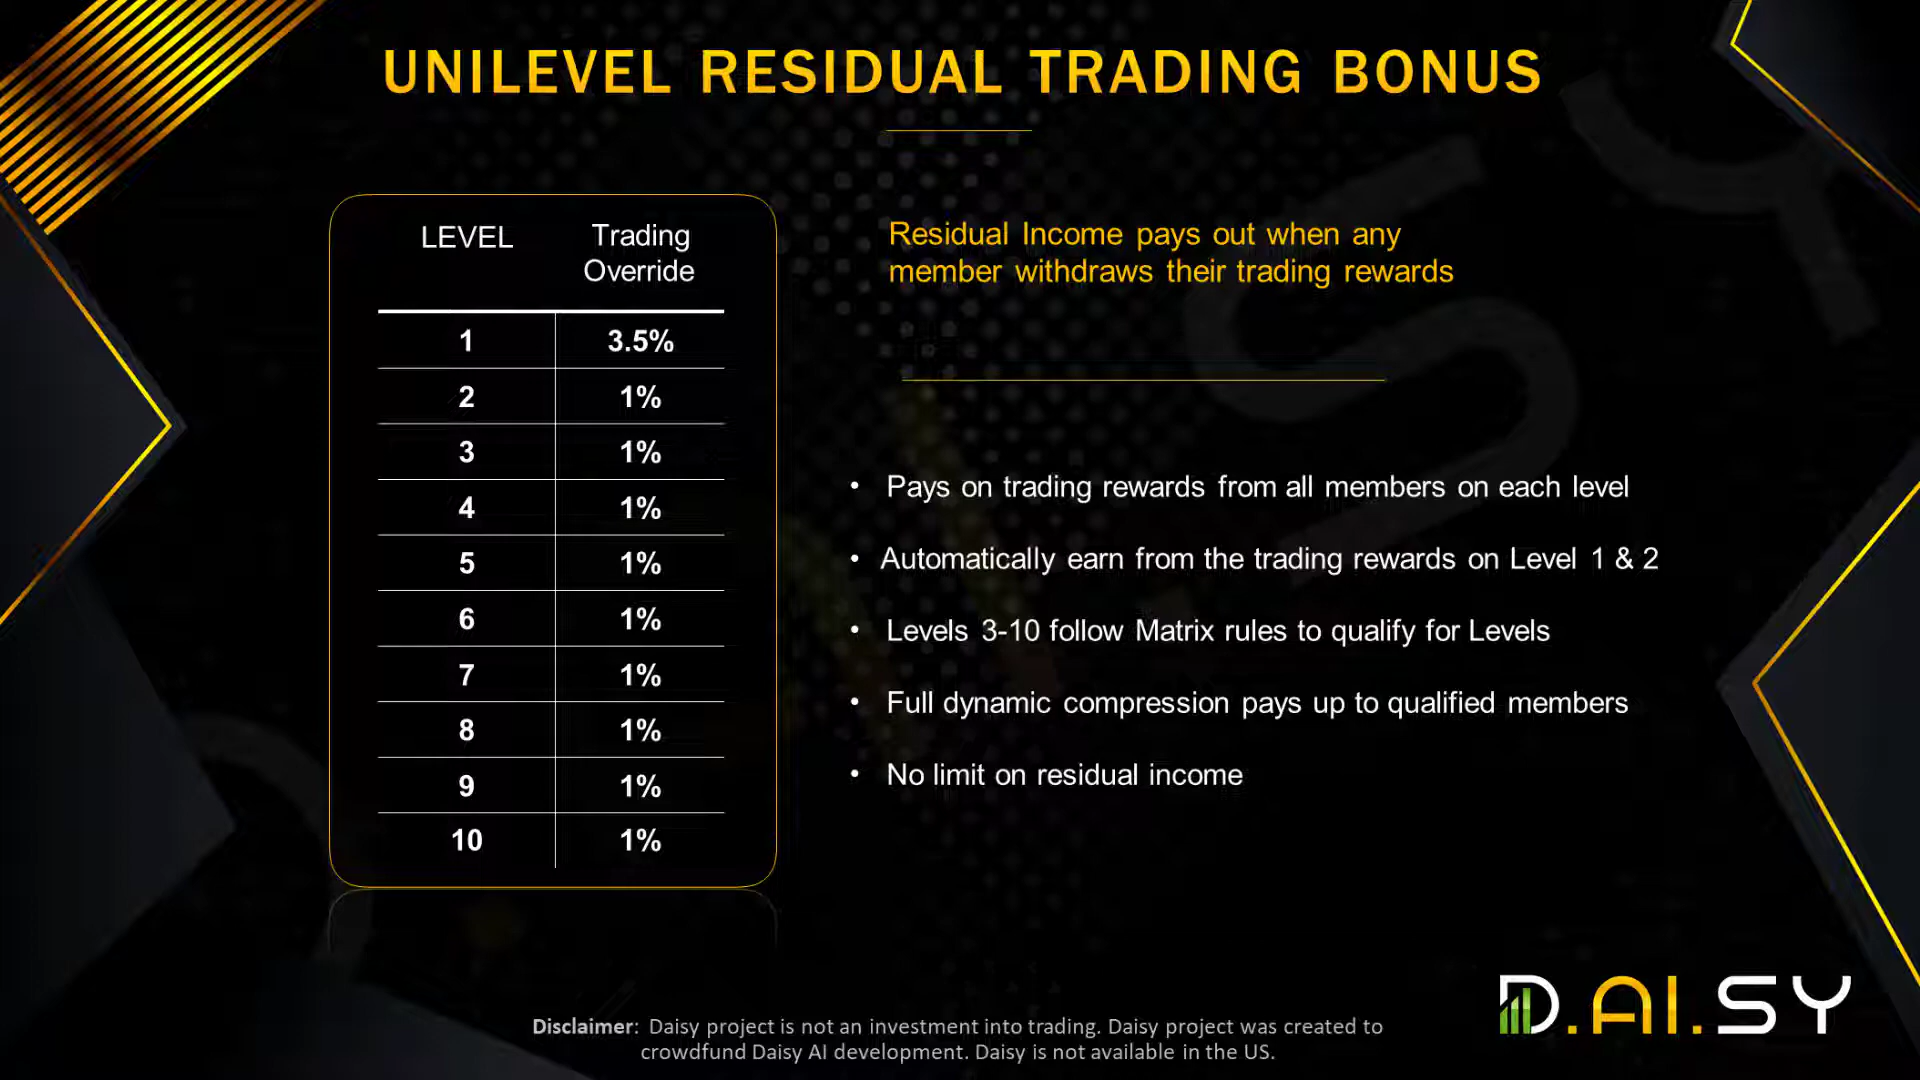 UNILEVEL RESIDUAL TRADING BONUS
LEVEL Trading Override
1 3.5%
2 1%
3 1%
4 1%
5 1%
6 1%
7 1%
8 1%
9 1%
10 1%
Residual Income pays out when any
member withdraws their trading rewards
• Pays on trading rewards from all members on each level
• Automatically earn from the trading rewards on Level 1 & 2
• Levels 3-10 follow Matrix rules to qualify for Levels
• Full dynamic compression pays up to qualified members
• No limit on residual income
D.AI.SY
Disclaimer: Daisy project is not an investment into trading. Daisy project was created to
crowdfund Daisy AI development. Daisy is not available in the US.